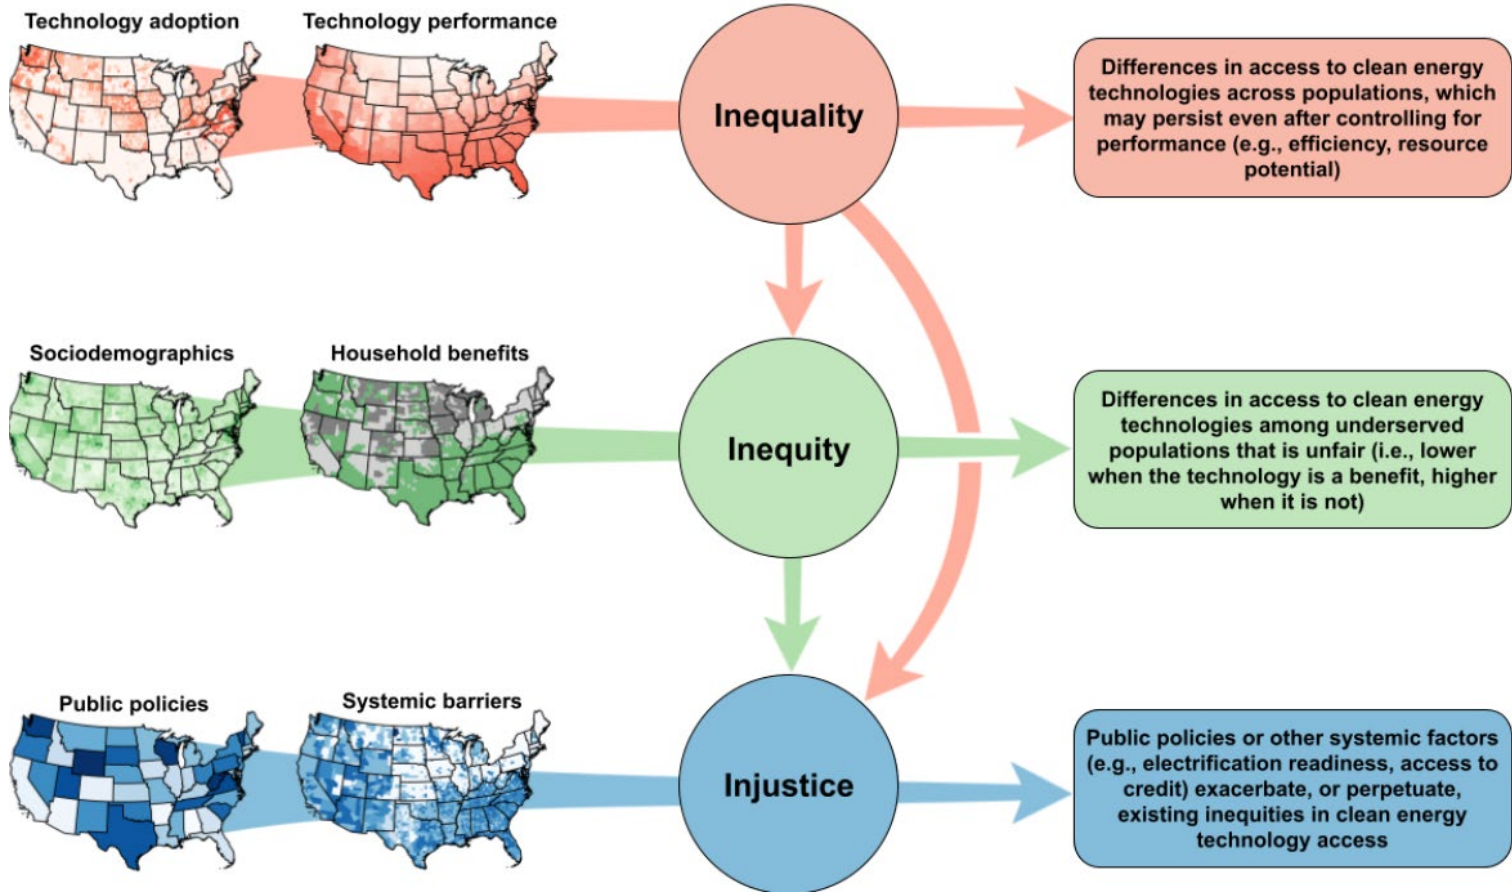 Technology adoption
Technology performance
Inequality
Differences in access to clean energy
technologies across populations, which
may persist even after controlling for
performance (e.g., efficiency, resource
potential)
Sociodemographics
Household benefits
Inequity
Differences in access to clean energy
technologies among underserved
populations that is unfair (i.e., lower
when the technology is a benefit, higher
when it is not)
Public policies
Systemic barriers
Injustice
Public policies or other systemic factors
(e.g., electrification readiness, access to
credit) exacerbate, or perpetuate,
existing inequities in clean energy
technology access